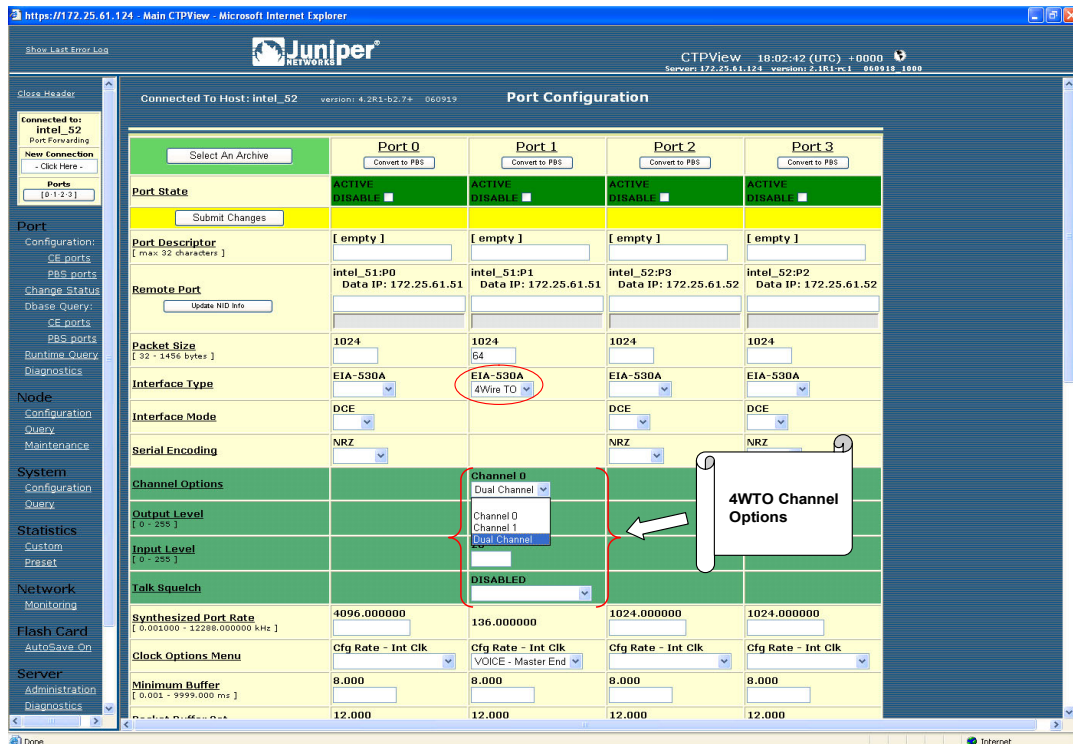 https://172.25.61.124 - Main CTPView - Microsoft Internet Explorer
Show Last Error Log
Juniper®
NETWORKS
CTPView 18:02:42 (UTC) +0000
Server: 172.25.61.124 version: 2.1R1-rc1 060918_1000
Close Header
Connected to:
intel_52
Port Forwarding
New Connection
- Click Here -
Ports
[0-1-2-3]
Port
Configuration:
CE ports
PBS ports
Change Status
Dbase Query:
CE ports
PBS ports
Runtime Query
Diagnostics
Node
Configuration
Query
Maintenance
System
Configuration
Query
Statistics
Custom
Preset
Network
Monitoring
Flash Card
AutoSave On
Server
Administration
Diagnostics
Connected To Host: intel_52 version: 4.2R1-b2.7+ 060919 Port Configuration
Select An Archive Port 0 Port 1 Port 2 Port 3
Convert to PBS Convert to PBS Convert to PBS Convert to PBS
Port State ACTIVE ACTIVE ACTIVE ACTIVE
DISABLE DISABLE DISABLE DISABLE
Submit Changes
Port Descriptor [ empty ] [ empty ] [ empty ] [ empty ]
[ max 32 characters ]
Remote Port intel_51:P0 intel_51:P1 intel_52:P3 intel_52:P2
Data IP: 172.25.61.51 Data IP: 172.25.61.51 Data IP: 172.25.61.52 Data IP: 172.25.61.52
Update NID Info
Packet Size 1024 1024 1024 1024
[ 32 - 1456 bytes ] 64
Interface Type EIA-530A EIA-530A EIA-530A EIA-530A
4Wire TO
Interface Mode DCE DCE DCE
Serial Encoding NRZ NRZ NRZ
Channel Options Channel 0
Dual Channel
Channel 0
Channel 1
Dual Channel
Output Level
[ 0 - 255 ]
Input Level
[ 0 - 255 ]
Talk Squelch DISABLED
4WTO Channel
Options
Synthesized Port Rate 4096.000000 136.000000 1024.000000 1024.000000
[ 0.001000 - 12288.000000 kHz ]
Clock Options Menu Cfg Rate - Int Clk Cfg Rate - Int Clk Cfg Rate - Int Clk Cfg Rate - Int Clk
VOICE - Master End
Minimum Buffer 8.000 8.000 8.000 8.000
[ 0.001 - 9999.000 ms ]
12.000 12.000 12.000 12.000
Done
Internet